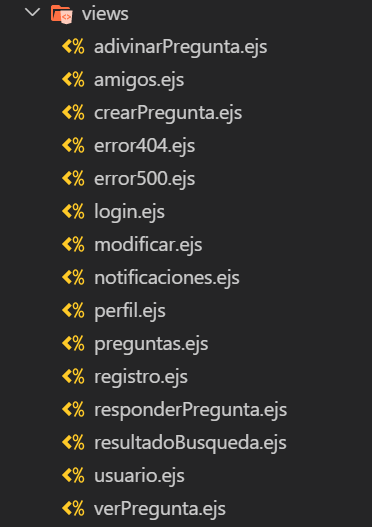 views
adivinarPregunta.ejs
amigos.ejs
crearPregunta.ejs
error404.ejs
error500.ejs
login.ejs
modificar.ejs
notificaciones.ejs
perfil.ejs
preguntas.ejs
registro.ejs
responderPregunta.ejs
resultadoBusqueda.ejs
usuario.ejs
verPregunta.ejs